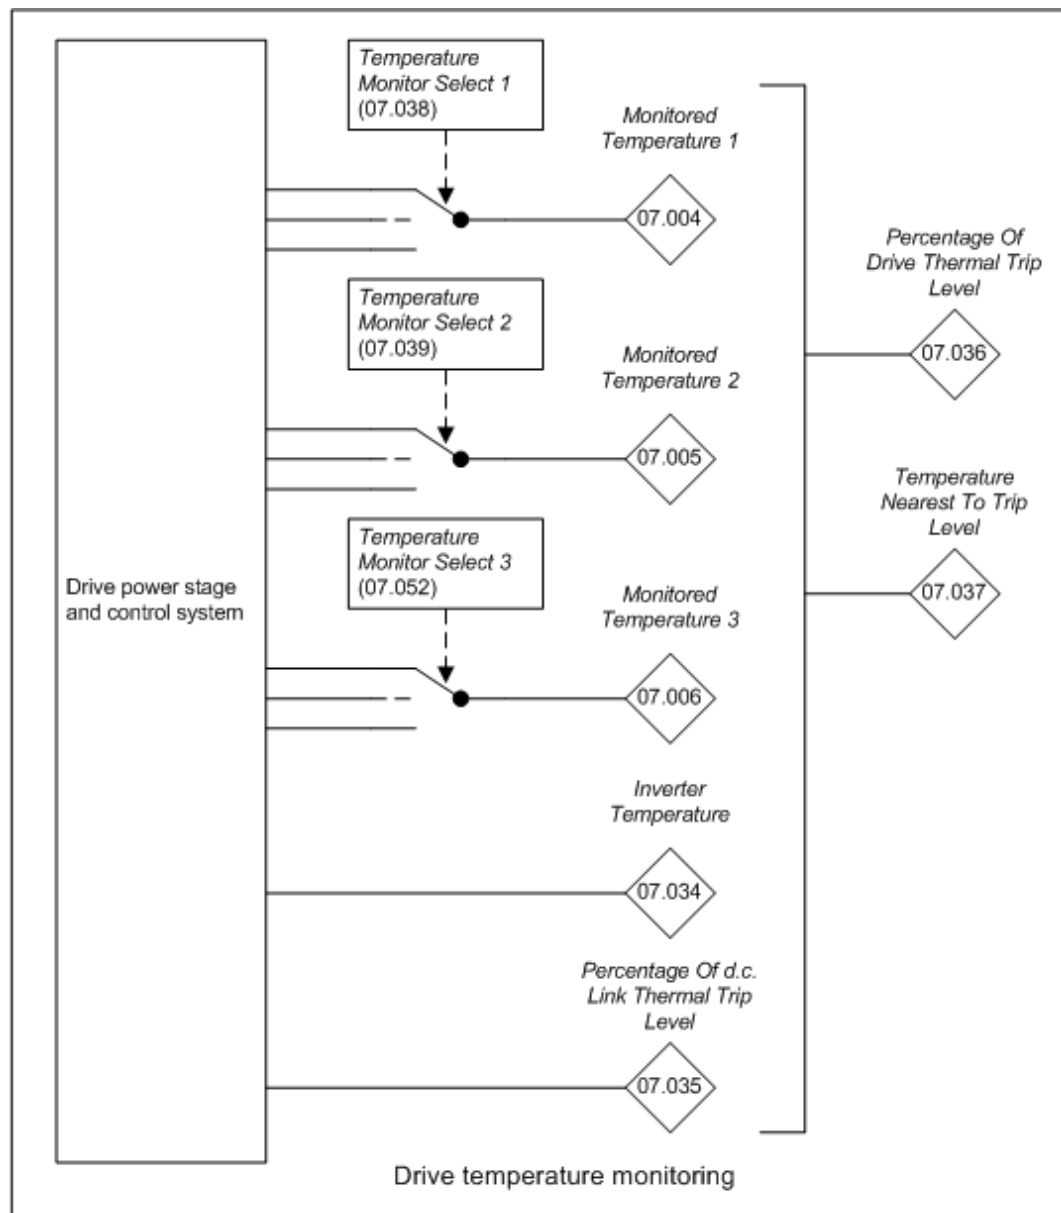 Temperature
Monitor Select 1
(07.038)
Monitored
Temperature 1
07.004
Percentage Of
Drive Thermal Trip
Level
07.036
Temperature
Monitor Select 2
(07.039)
Monitored
Temperature 2
07.005
Temperature
Nearest To Trip
Level
07.037
Temperature
Monitor Select 3
(07.052)
Drive power stage
and control system
Monitored
Temperature 3
07.006
Inverter
Temperature
07.034
Percentage Of d.c.
Link Thermal Trip
Level
07.035
Drive temperature monitoring